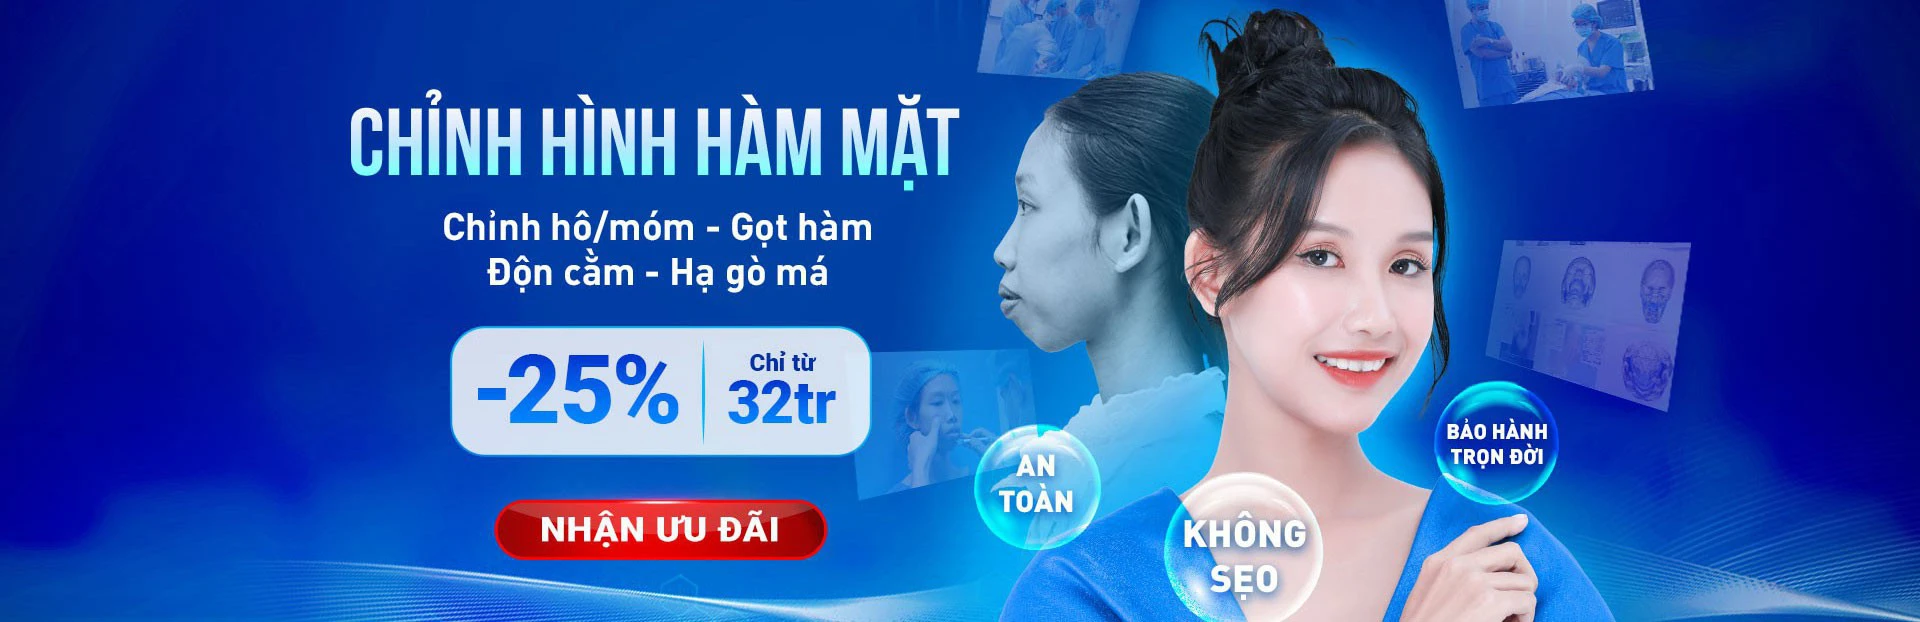 CHỈNH HÌNH HÀM MẶT
Chỉnh hô/móm - Gọt hàm
Độn cằm - Hạ gò má
-25%
Chỉ từ
32tr
NHẬN ƯU ĐÃI
AN
TOÀN
KHÔNG
SẸO
BẢO HÀNH
TRỌN ĐỜI